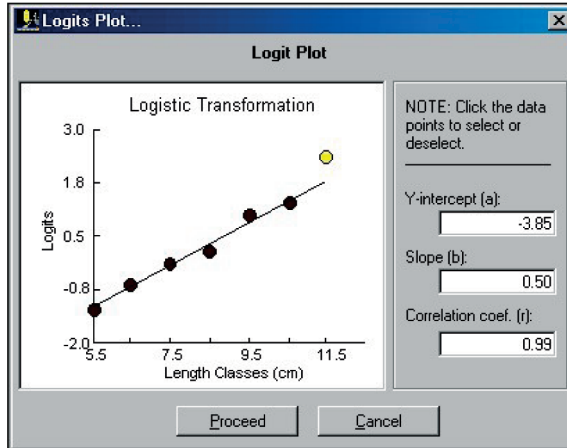 Logits Plot...
Logit Plot
Logistic Transformation
3.0
1.8
0.5
-0.8
-2.0
Logits
5.5 7.5 9.5 11.5
Length Classes (cm)
NOTE: Click the data
points to select or
deselect.
Y-intercept (a):
-3.85
Slope (b):
0.50
Correlation coef. (r):
0.99
Proceed Cancel